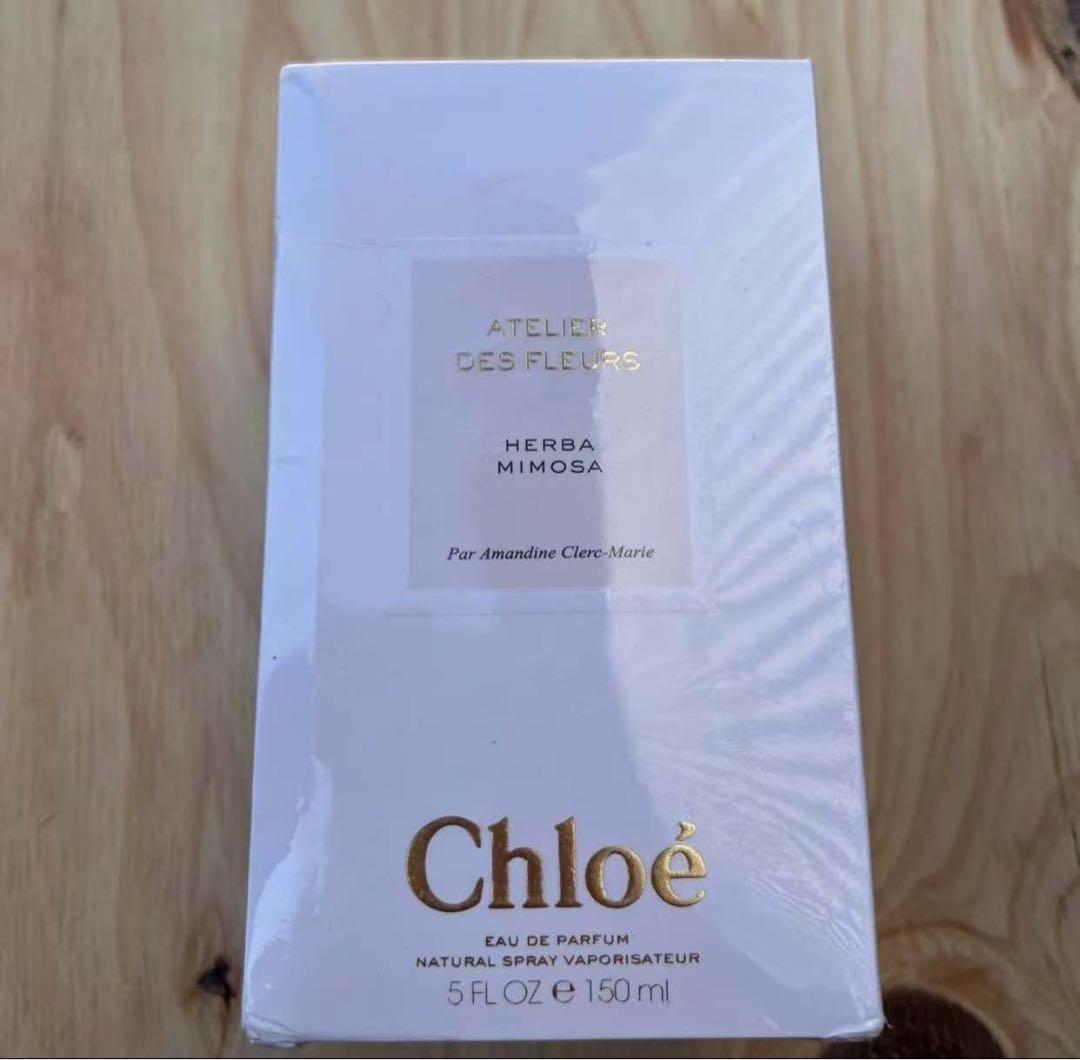 ATELIER
DES FLEURS
HERBA
MIMOSA
Par Amandine Clerc-Marie
Chloé
EAU DE PARFUM
NATURAL SPRAY VAPORISATEUR
5 FL OZ ℮ 150 ml